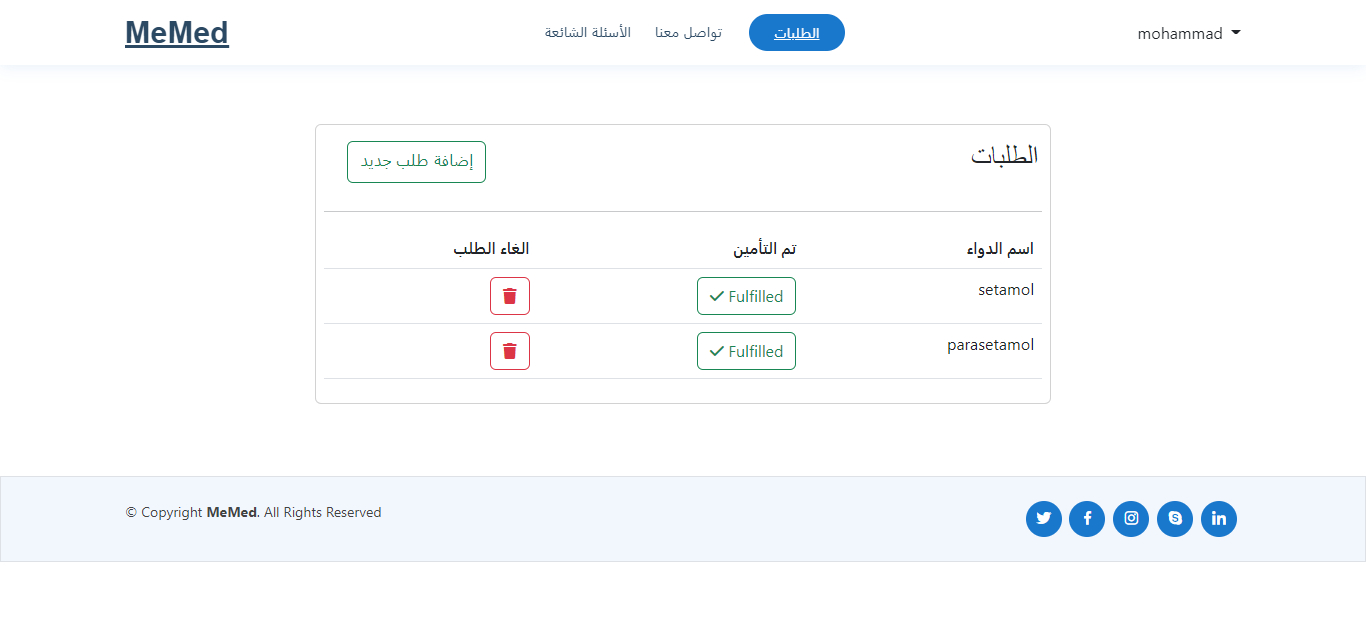 MeMed
الأسئلة الشائعة
تواصل معنا
الطلبات
mohammad
الطلبات
إضافة طلب جديد
اسم الدواء تم التأمين الغاء الطلب
setamol Fulfilled
parasetamol Fulfilled
© Copyright MeMed. All Rights Reserved